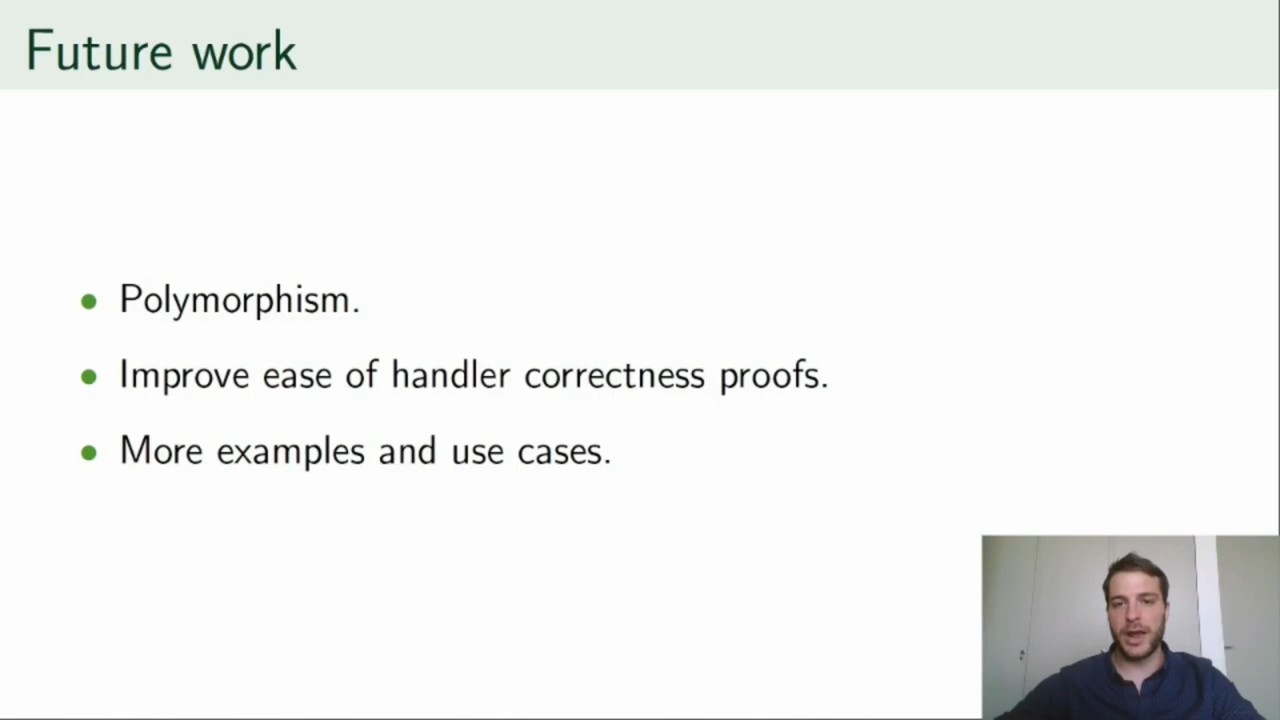 Future work
• Polymorphism.
• Improve ease of handler correctness proofs.
• More examples and use cases.